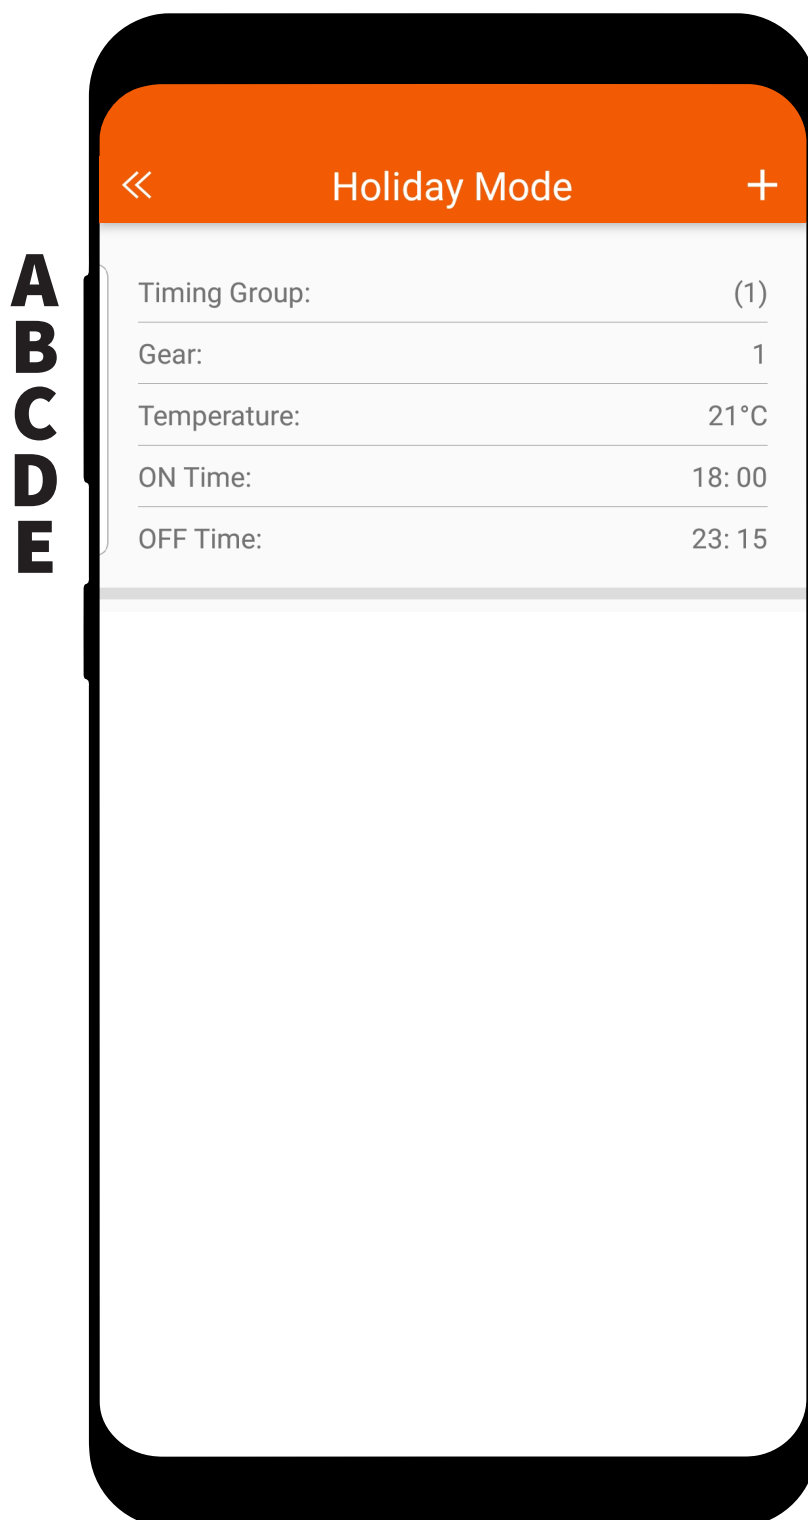 Holiday Mode +
A Timing Group: (1)
B Gear: 1
C Temperature: 21°C
D ON Time: 18: 00
E OFF Time: 23: 15